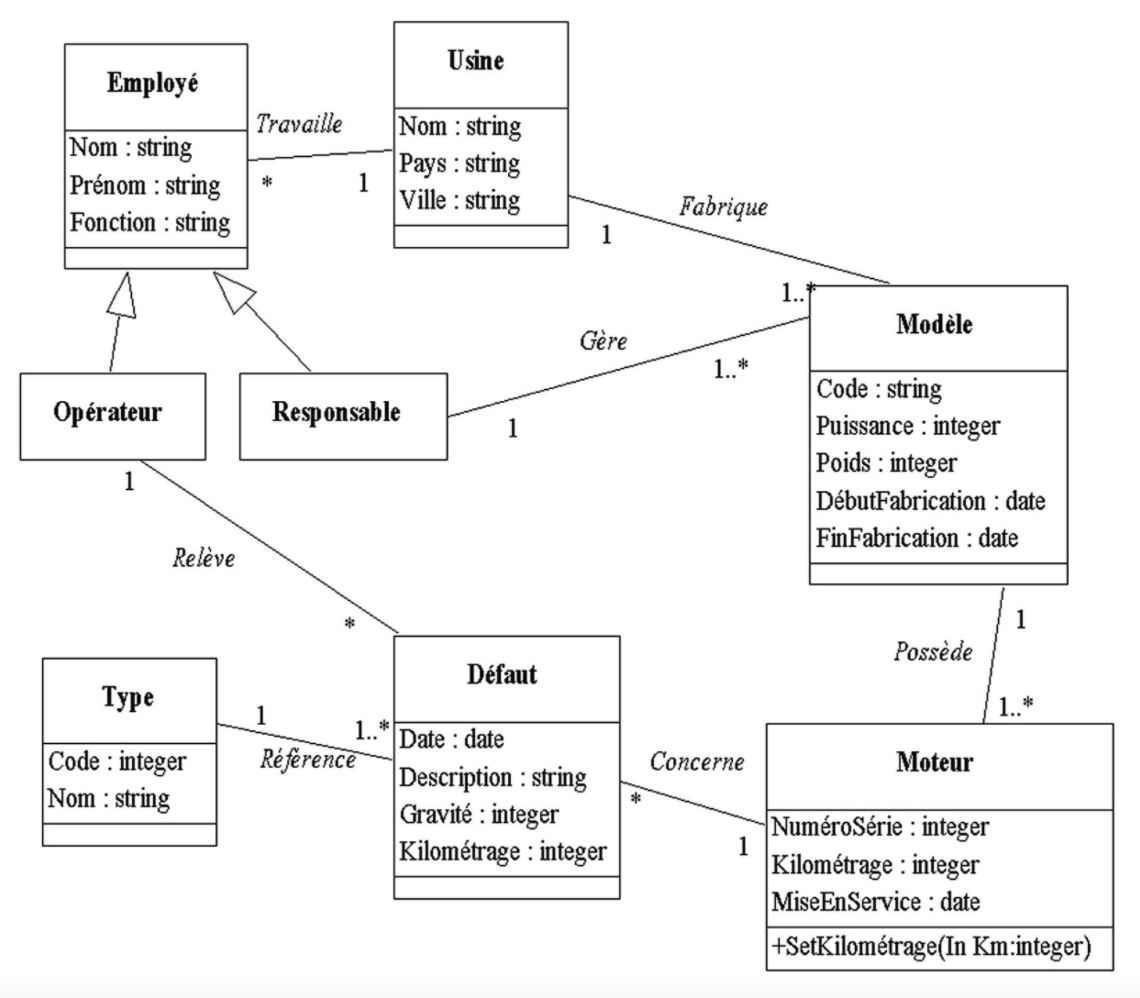 Employé
Nom : string
Prénom : string
Fonction : string
Travaille
*
1
Usine
Nom : string
Pays : string
Ville : string
Fabrique
1
1..*
Gère
1..*
1
Modèle
Code : string
Puissance : integer
Poids : integer
DébutFabrication : date
FinFabrication : date
Opérateur
Responsable
1
Relève
*
1
Possède
1..*
Type
Code : integer
Nom : string
1
1..*
Référence
Défaut
Date : date
Description : string
Gravité : integer
Kilométrage : integer
Concerne
*
1
Moteur
NuméroSérie : integer
Kilométrage : integer
MiseEnService : date
+SetKilométrage(In Km:integer)